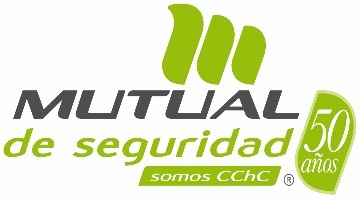 MUTUAL
de seguridad
50
años
somos CChC ®